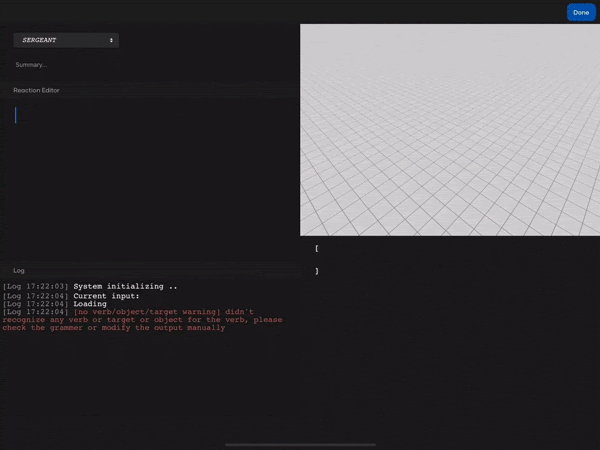 Done
SERGEANT
Summary...
Reaction Editor
[
]
Log
[Log 17:22:03] System initializing ..
[Log 17:22:04] Current input:
[Log 17:22:04] Loading
[Log 17:22:04] [no verb/object/target warning] didn't
recognize any verb or target or object for the verb, please
check the grammer or modify the output manually